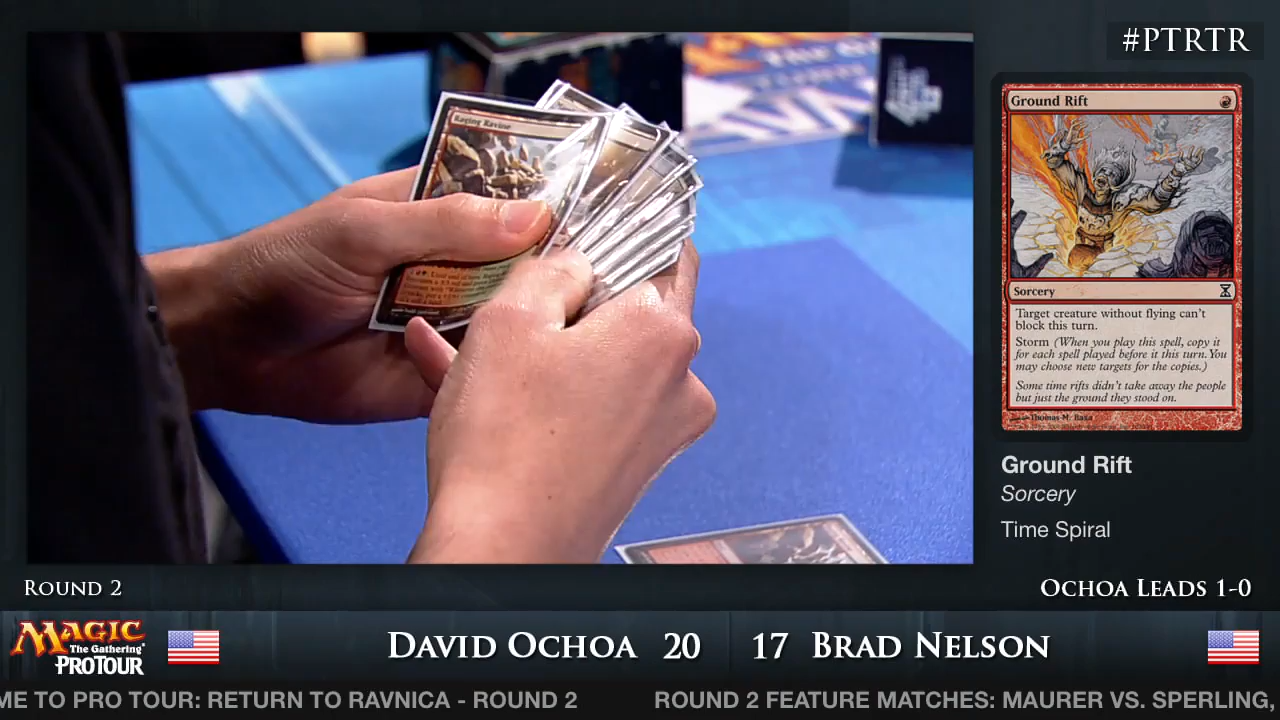 #PTRTR
Raging Ravine
Ground Rift
Sorcery
Target creature without flying can't
block this turn.
Storm (When you play this spell, copy it
for each spell played before it this turn. You
may choose new targets for the copies.)
Some time rifts didn't take away the people
but just the ground they stood on.
Thomas M. Baxa
Ground Rift
Sorcery
Time Spiral
ROUND 2
OCHOA LEADS 1-0
MAGIC
The Gathering
PROTOUR
DAVID OCHOA 20
17 BRAD NELSON
ME TO PRO TOUR: RETURN TO RAVNICA - ROUND 2 ROUND 2 FEATURE MATCHES: MAURER VS. SPERLING,